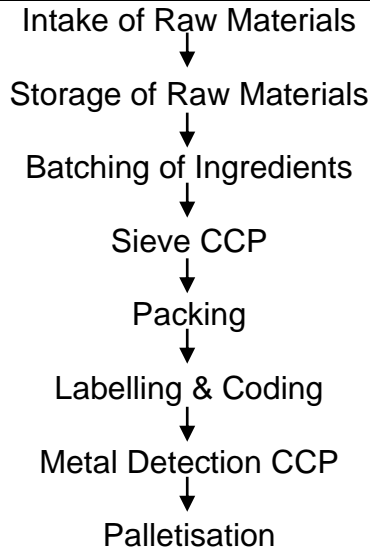 Intake of Raw Materials
Storage of Raw Materials
Batching of Ingredients
Sieve CCP
Packing
Labelling & Coding
Metal Detection CCP
Palletisation